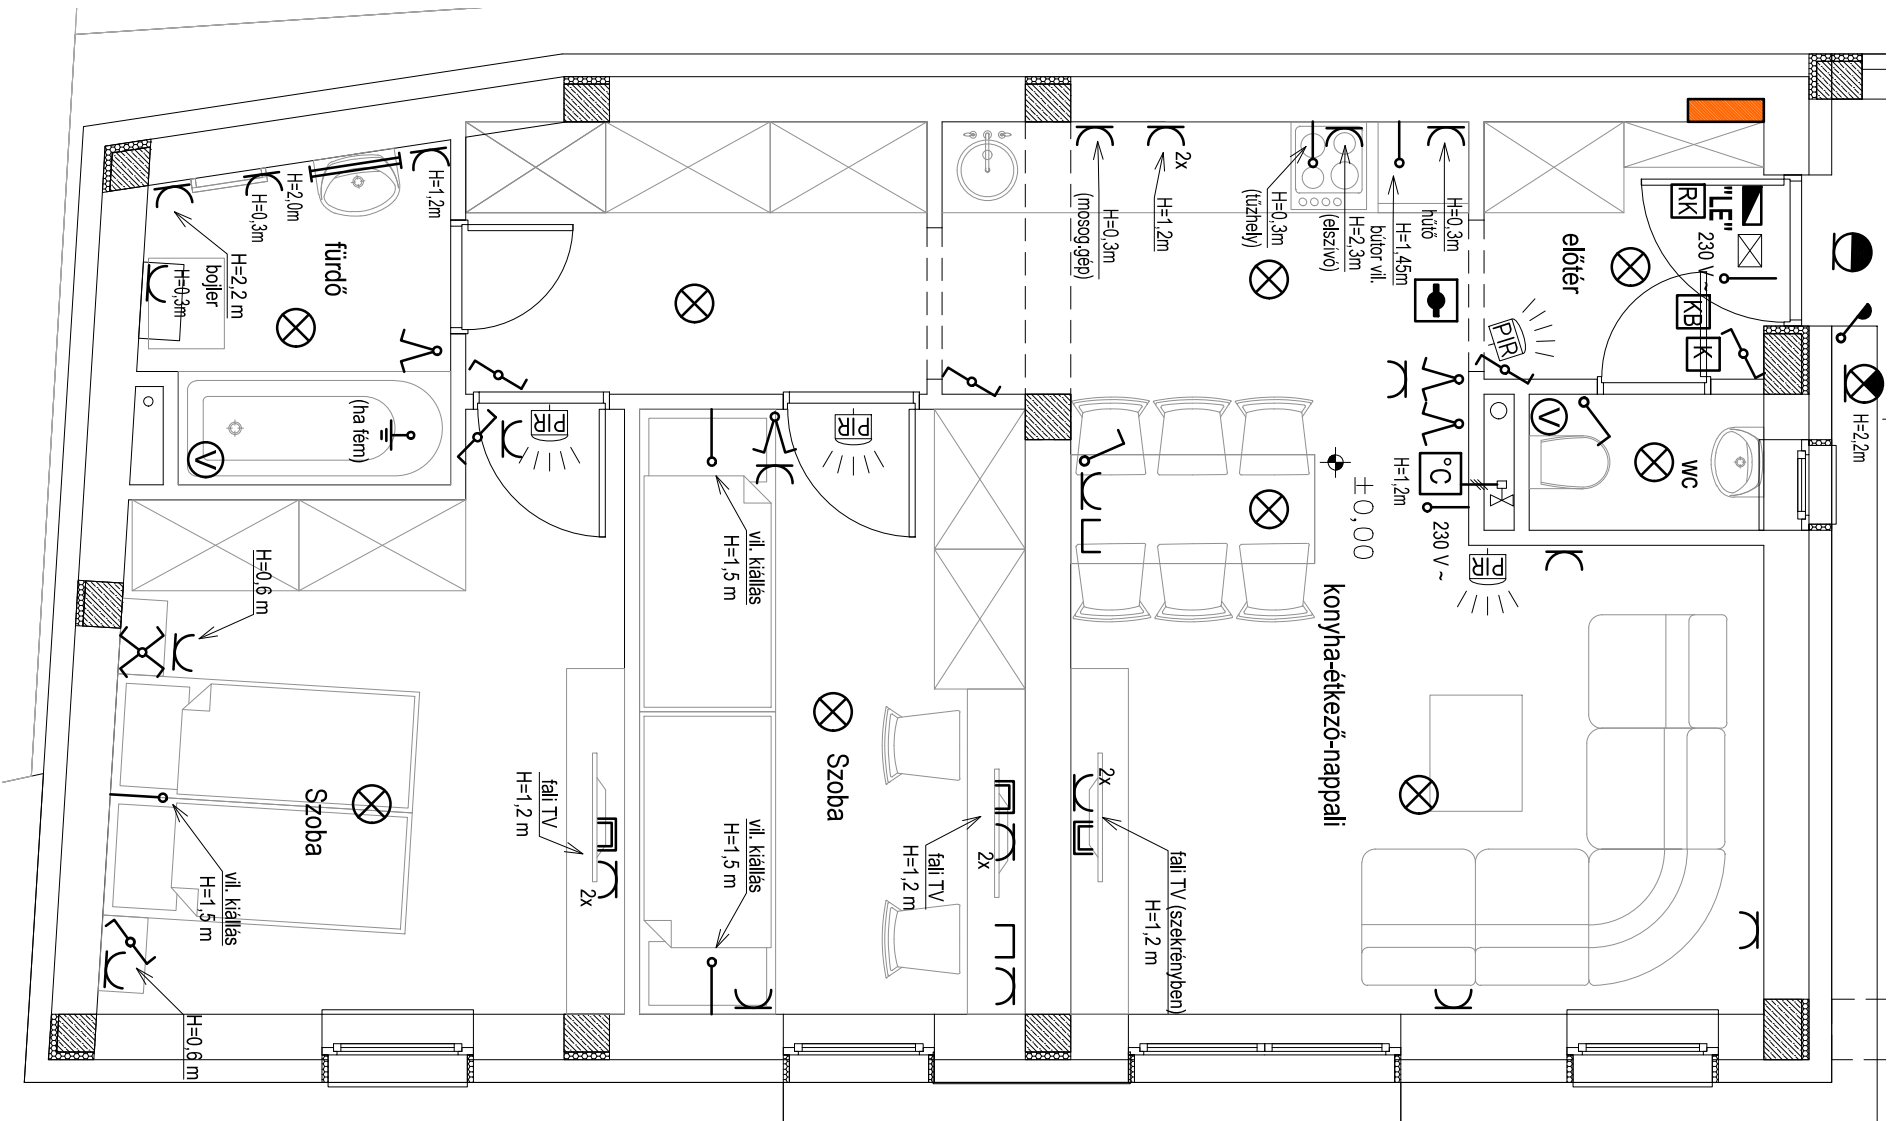 H=1,2m
H=2,0m
H=0,3m
fürdő
H=2,2 m
bojler
H=0,3m
(ha fém)
V
H=0,3m
(mosog.gép)
2x
H=1,2m
H=0,3m
(tűzhely)
H=2,3m
(elszívó)
H=1,45m
bútor vil.
H=0,3m
hűtő
előtér
RK
"LE"
230 V ~
KB
K
PIR
H=2,2m
V
WC
°C
H=1,2m
230 V ~
PIR
±0,00
konyha-étkező-nappali
2x
fali TV (szekrényben)
H=1,2 m
PIR
PIR
vil. kiállás
H=1,5 m
Szoba
vil. kiállás
H=1,5 m
fali TV
H=1,2 m
2x
H=0,6 m
Szoba
fali TV
H=1,2 m
2x
vil. kiállás
H=1,5 m
H=0,6 m